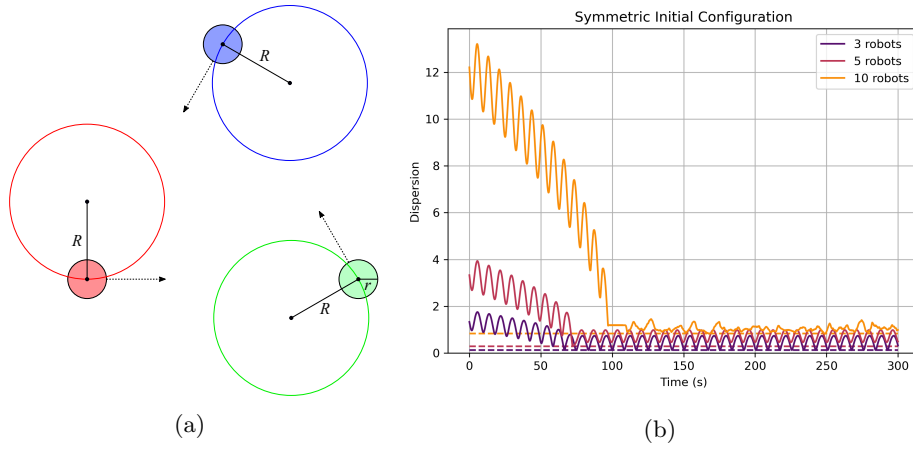 R
R
R
r
(a)
Symmetric Initial Configuration
3 robots
5 robots
10 robots
Dispersion
12
10
8
6
4
2
0
0 50 100 150 200 250 300
Time (s)
(b)